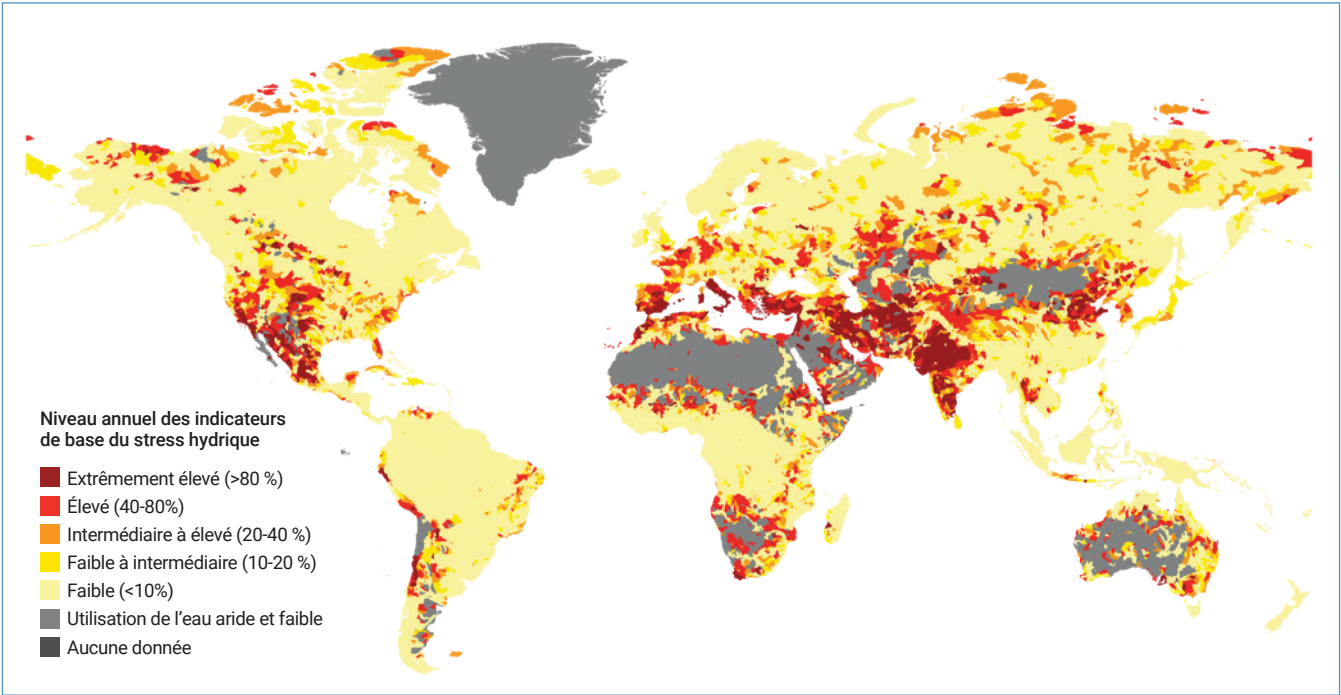 Niveau annuel des indicateurs
de base du stress hydrique
Extrêmement élevé (>80 %)
Élevé (40-80%)
Intermédiaire à élevé (20-40 %)
Faible à intermédiaire (10-20 %)
Faible (<10%)
Utilisation de l’eau aride et faible
Aucune donnée